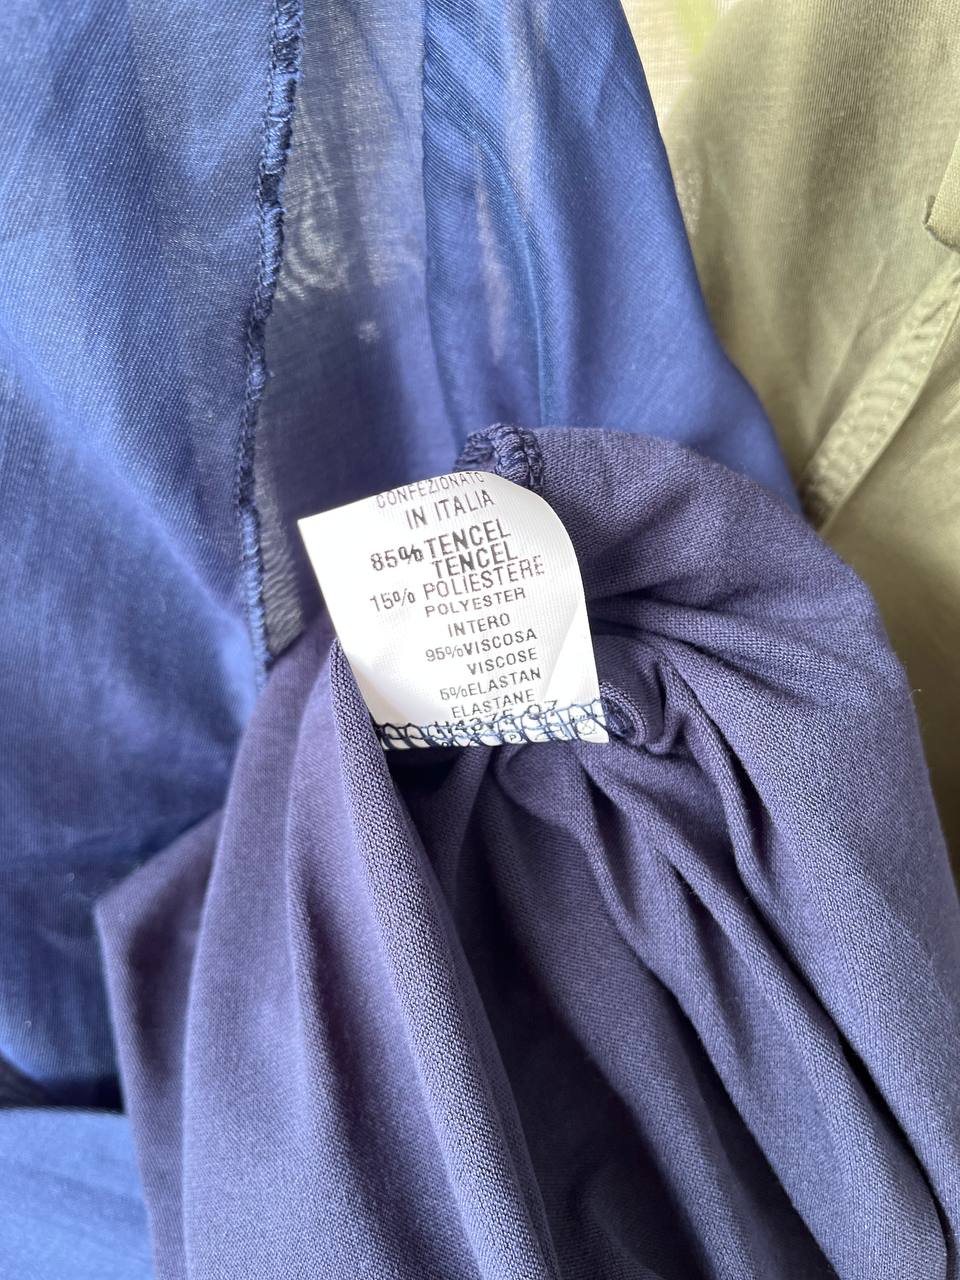 CONFEZIONATO
IN ITALIA
85% TENCEL
TENCEL
15% POLIESTERE
POLYESTER
INTERO
95%VISCOSA
VISCOSE
5%ELASTAN
ELASTANE